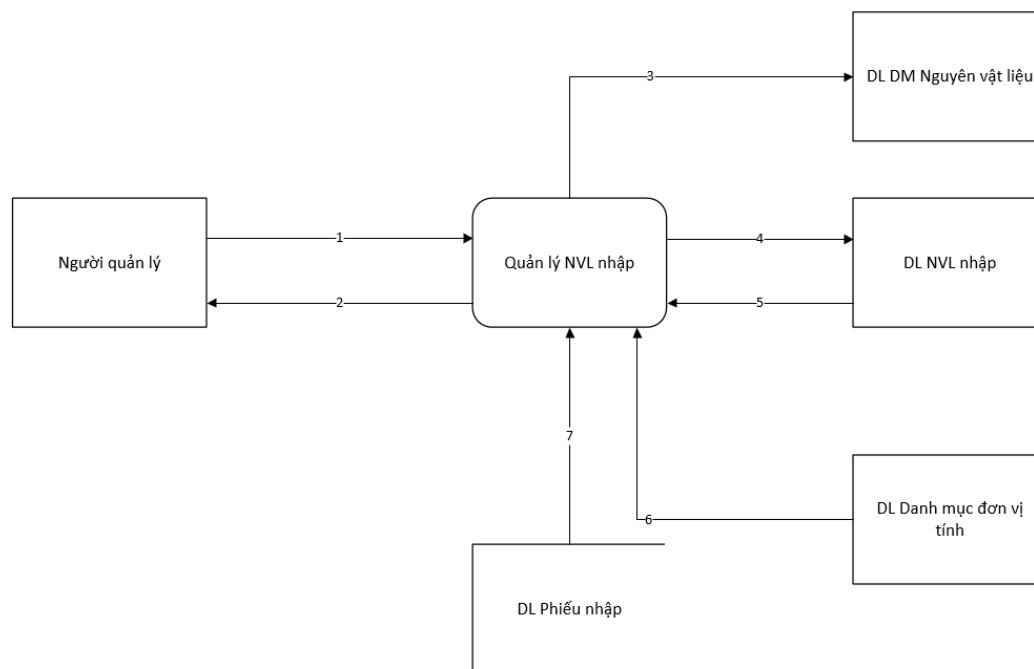 3
DL DM Nguyên vật liệu
Người quản lý
1
2
Quản lý NVL nhập
4
5
DL NVL nhập
7
6
DL Danh mục đơn vị
tính
DL Phiếu nhập